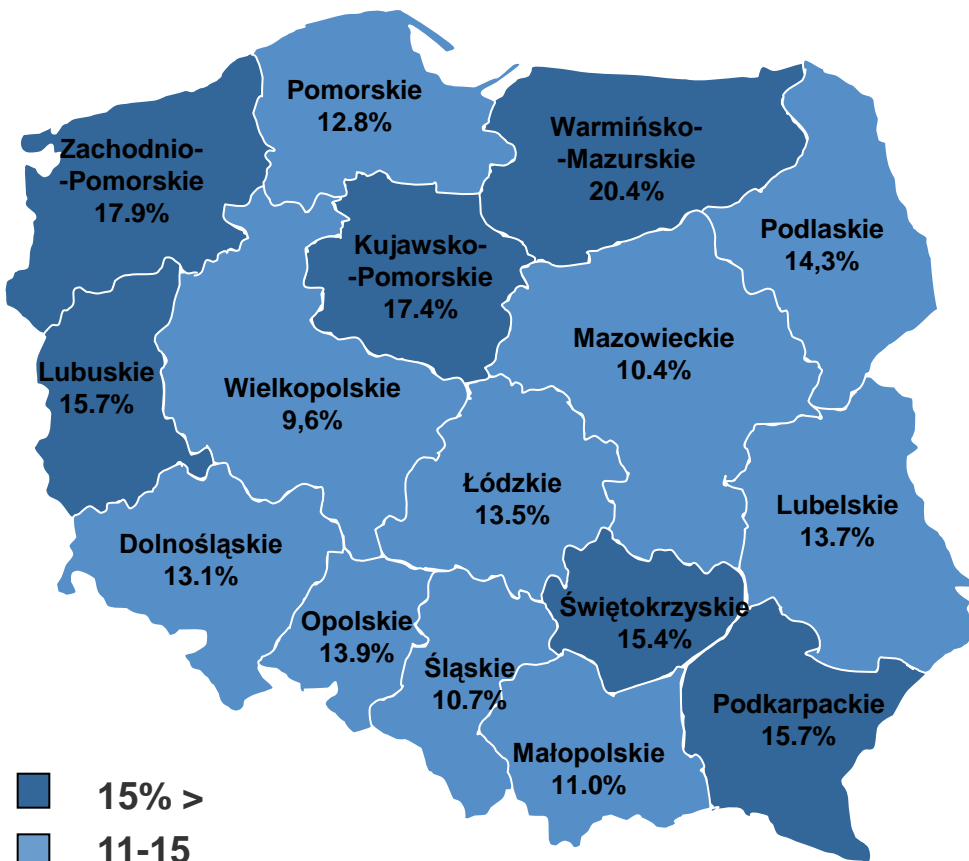 Pomorskie
12.8%
Warmińsko-
-Mazurskie
20.4%
Zachodnio-
-Pomorskie
17.9%
Podlaskie
14,3%
Kujawsko-
-Pomorskie
17.4%
Mazowieckie
10.4%
Lubuskie
15.7%
Wielkopolskie
9,6%
Łódzkie
13.5%
Lubelskie
13.7%
Dolnośląskie
13.1%
Świętokrzyskie
15.4%
Opolskie
13.9%
Śląskie
10.7%
Podkarpackie
15.7%
Małopolskie
11.0%
15% >
11-15